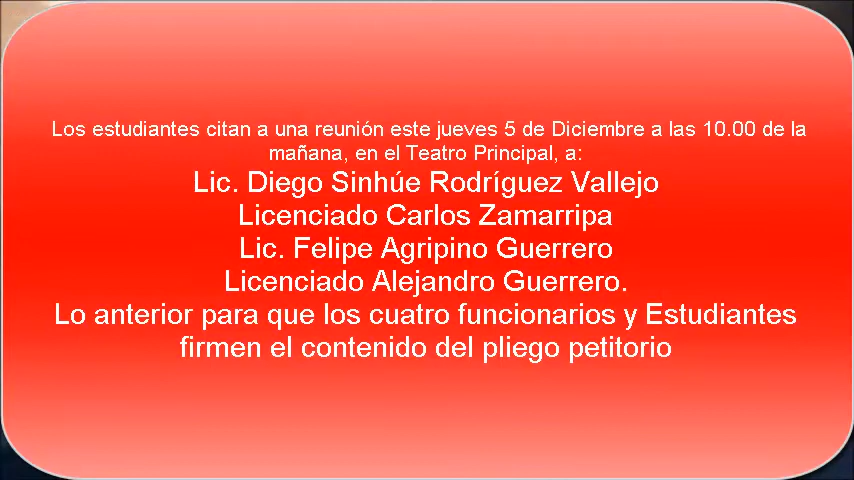 Los estudiantes citan a una reunión este jueves 5 de Diciembre a las 10.00 de la
mañana, en el Teatro Principal, a:
Lic. Diego Sinhúe Rodríguez Vallejo
Licenciado Carlos Zamarripa
Lic. Felipe Agripino Guerrero
Licenciado Alejandro Guerrero.
Lo anterior para que los cuatro funcionarios y Estudiantes
firmen el contenido del pliego petitorio